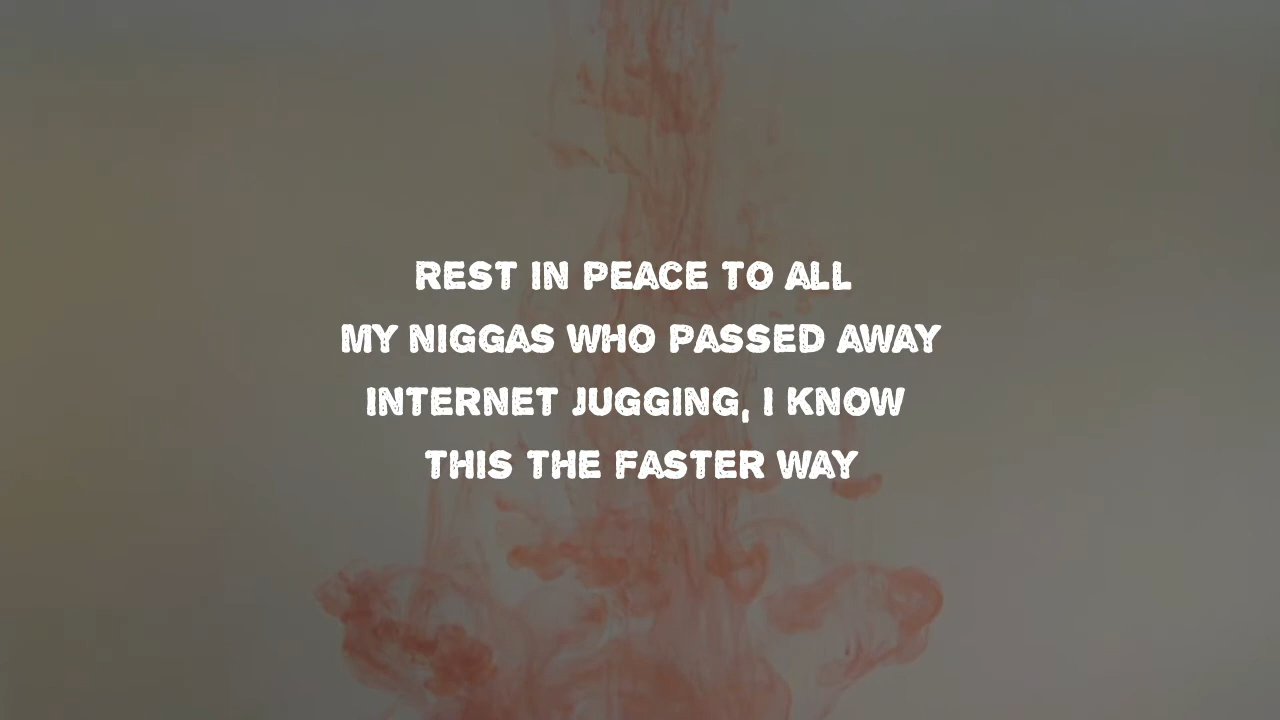 REST IN PEACE TO ALL
MY NIGGAS WHO PASSED AWAY
INTERNET JUGGING, I KNOW
THIS THE FASTER WAY